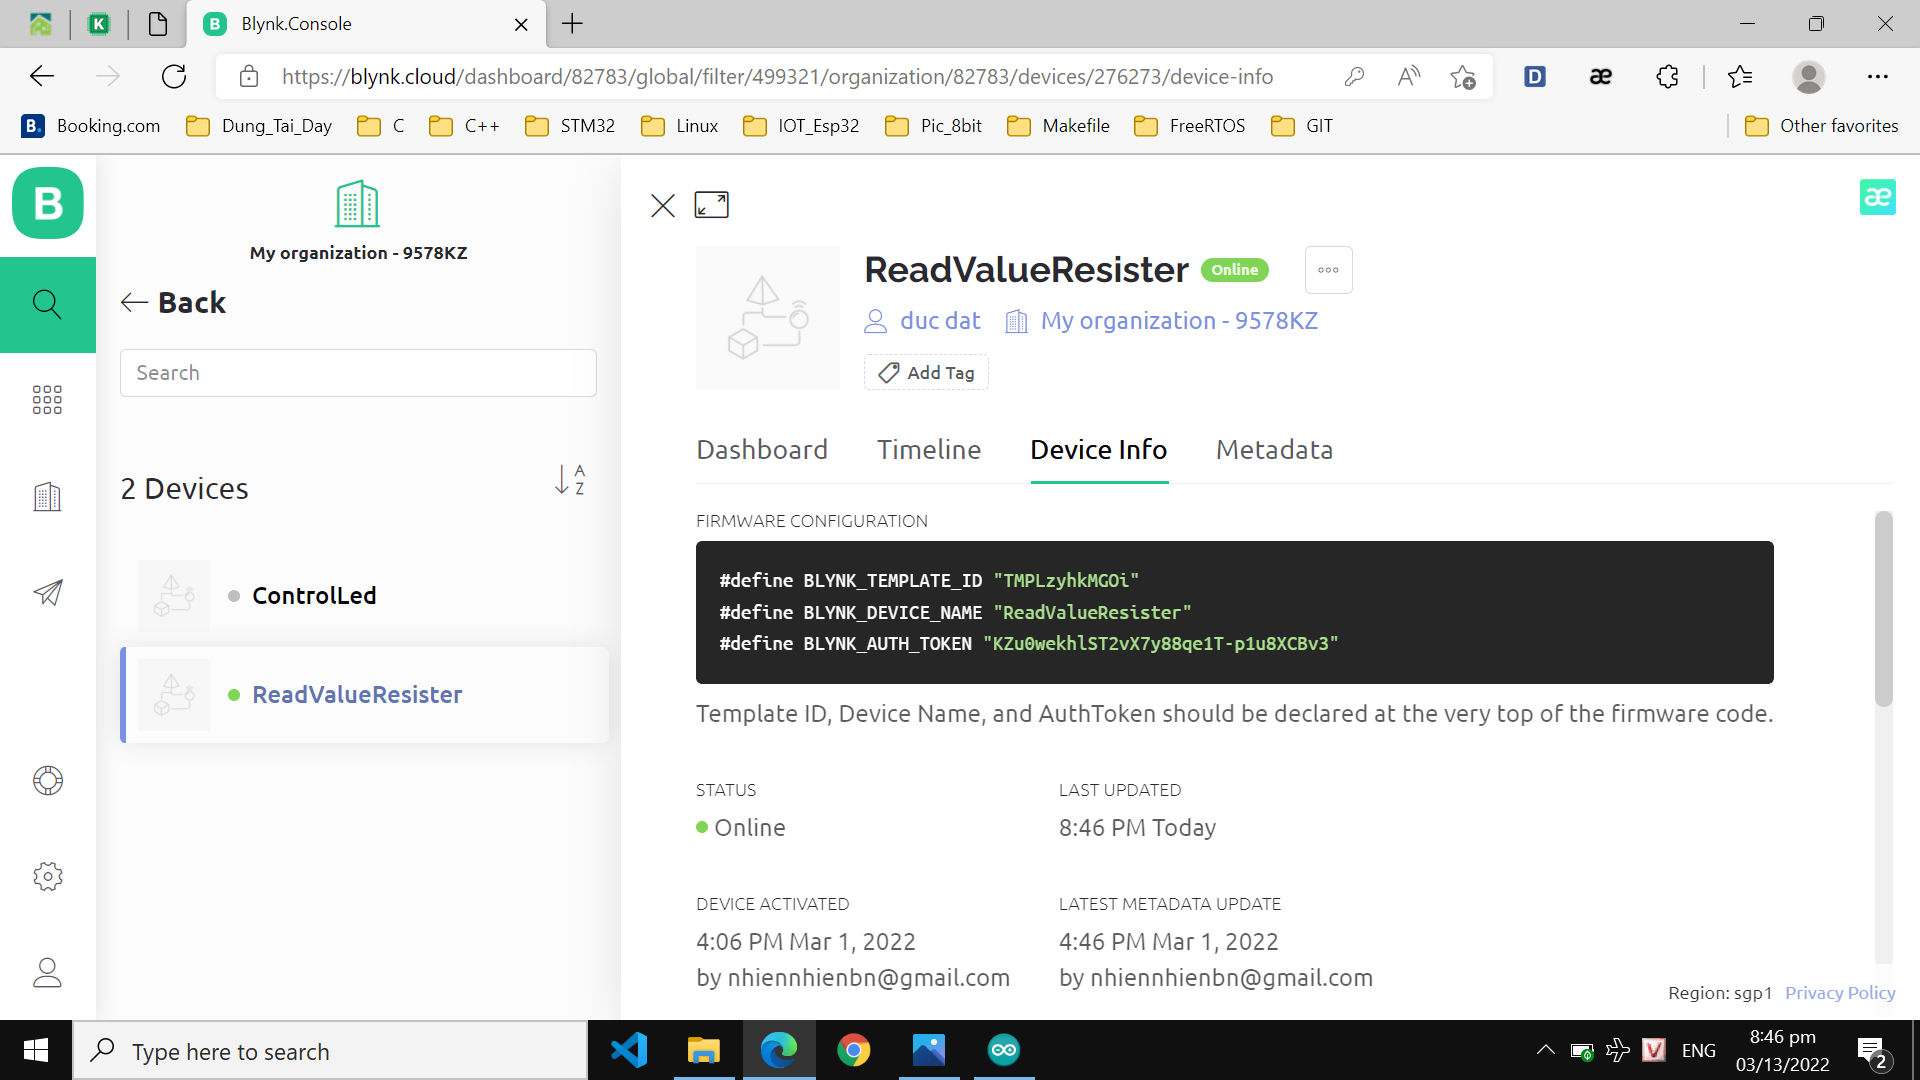 Blynk.Console
https://blynk.cloud/dashboard/82783/global/filter/499321/organization/82783/devices/276273/device-info
Booking.com Dung_Tai_Day C C++ STM32 Linux IOT_Esp32 Pic_8bit Makefile FreeRTOS GIT Other favorites
B
My organization - 9578KZ
Back
Search
2 Devices
A
Z
ControlLed
ReadValueResister
æ
ReadValueResister Online
duc dat My organization - 9578KZ
Add Tag
Dashboard Timeline Device Info Metadata
FIRMWARE CONFIGURATION
#define BLYNK_TEMPLATE_ID "TMPLzyhkMGOi"
#define BLYNK_DEVICE_NAME "ReadValueResister"
#define BLYNK_AUTH_TOKEN "KZu0wekhlST2vX7y88qe1T-p1u8XCBv3"
Template ID, Device Name, and AuthToken should be declared at the very top of the firmware code.
STATUS LAST UPDATED
Online 8:46 PM Today
DEVICE ACTIVATED LATEST METADATA UPDATE
4:06 PM Mar 1, 2022 4:46 PM Mar 1, 2022
by nhiennhienbn@gmail.com by nhiennhienbn@gmail.com
Region: sgp1 Privacy Policy
Type here to search
ENG
8:46 pm
03/13/2022
2